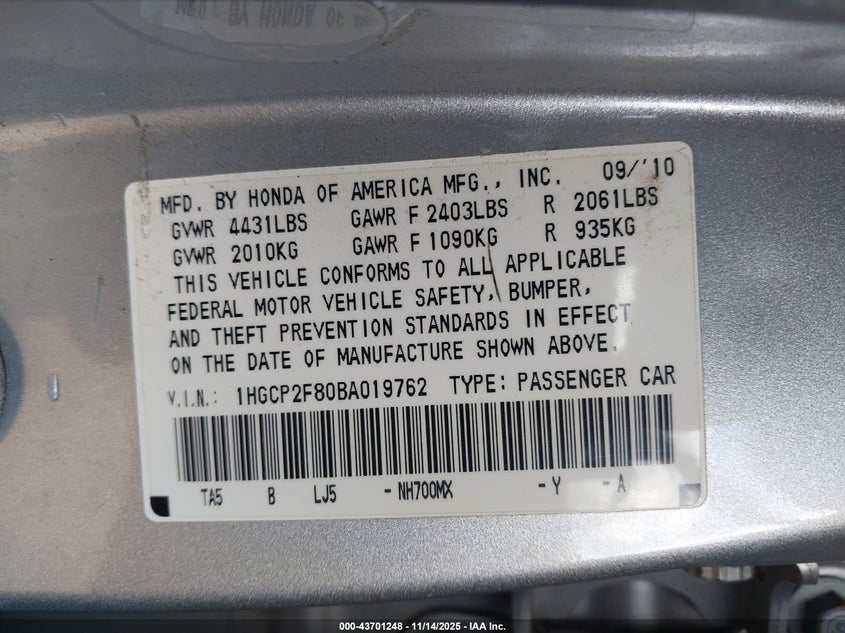 BY HONDA OF
MFD. BY HONDA OF AMERICA MFG., INC. 09/'10
GVWR 4431LBS GAWR F 2403LBS R 2061LBS
GVWR 2010KG GAWR F 1090KG R 935KG
THIS VEHICLE CONFORMS TO ALL APPLICABLE
FEDERAL MOTOR VEHICLE SAFETY, BUMPER,
AND THEFT PREVENTION STANDARDS IN EFFECT
ON THE DATE OF MANUFACTURE SHOWN ABOVE.
V.I.N.: 1HGCP2F80BA019762 TYPE: PASSENGER CAR
TA5 B LJ5 - NH700MX - Y - A
000-43701248 - 11/14/2025 - IAA Inc.